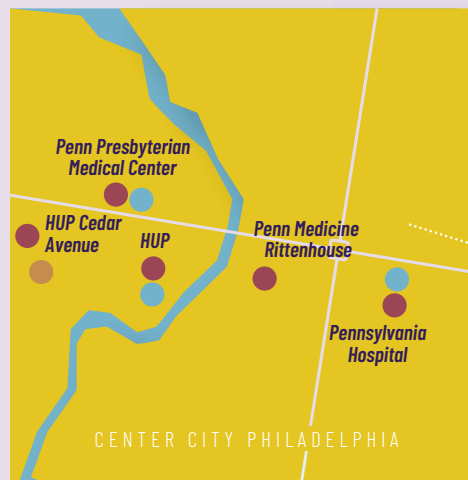 Penn Presbyterian
Medical Center
HUP Cedar
Avenue
HUP
Penn Medicine
Rittenhouse
Pennsylvania
Hospital
CENTER CITY PHILADELPHIA